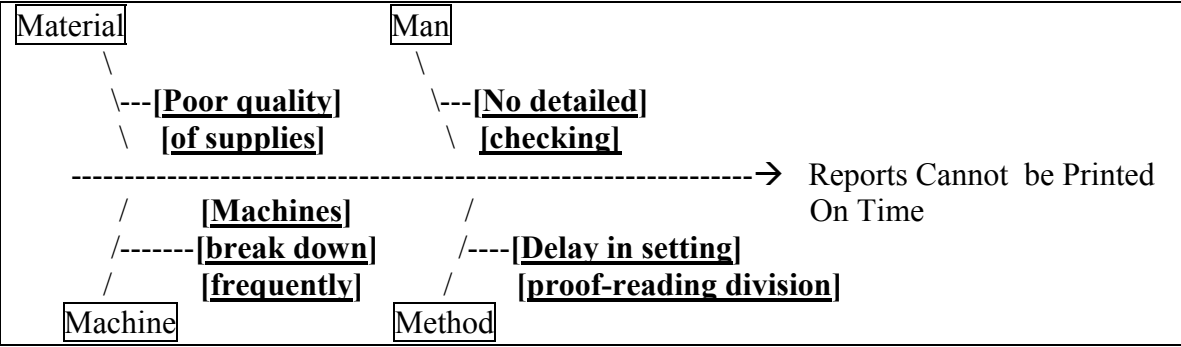 Material Man
\ \
\---[Poor quality] \---[No detailed]
\ [of supplies] \ [checking]
----------------------------------------------------------------→ Reports Cannot be Printed
/ [Machines] / On Time
/-------[break down] /----[Delay in setting]
/ [frequently] / [proof-reading division]
Machine Method